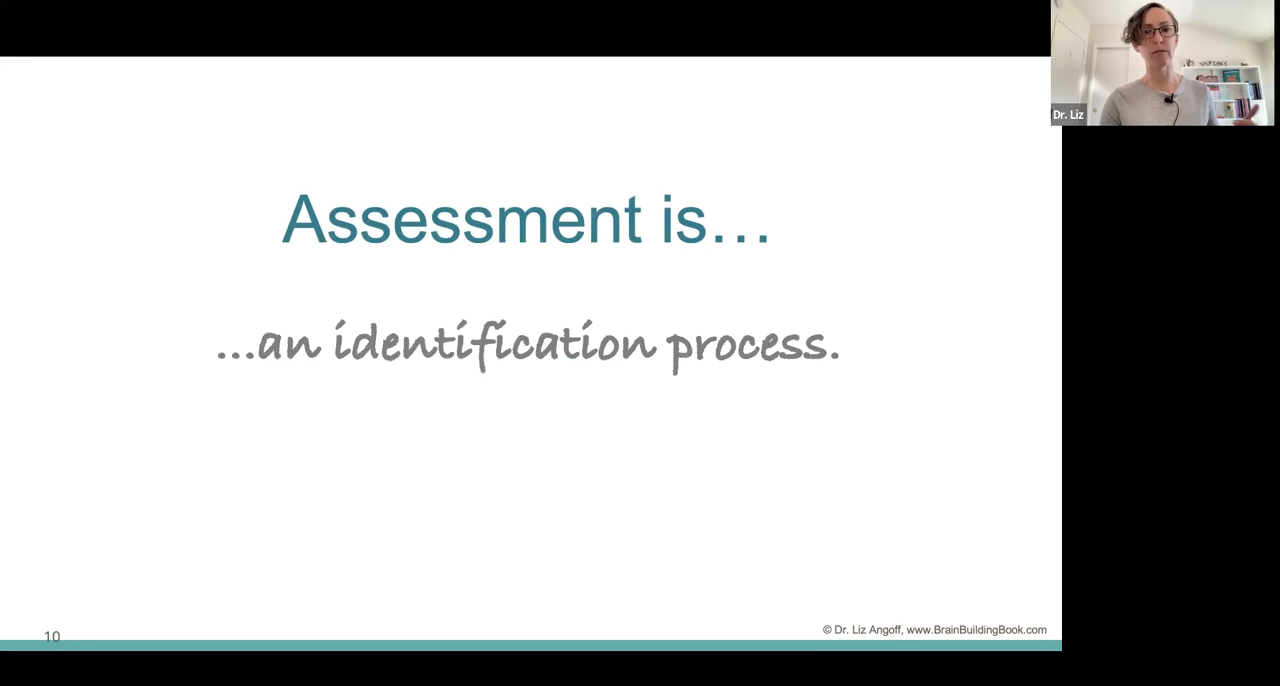 Dr. Liz
Assessment is…
…an identification process.
© Dr. Liz Angoff, www.BrainBuildingBook.com
10